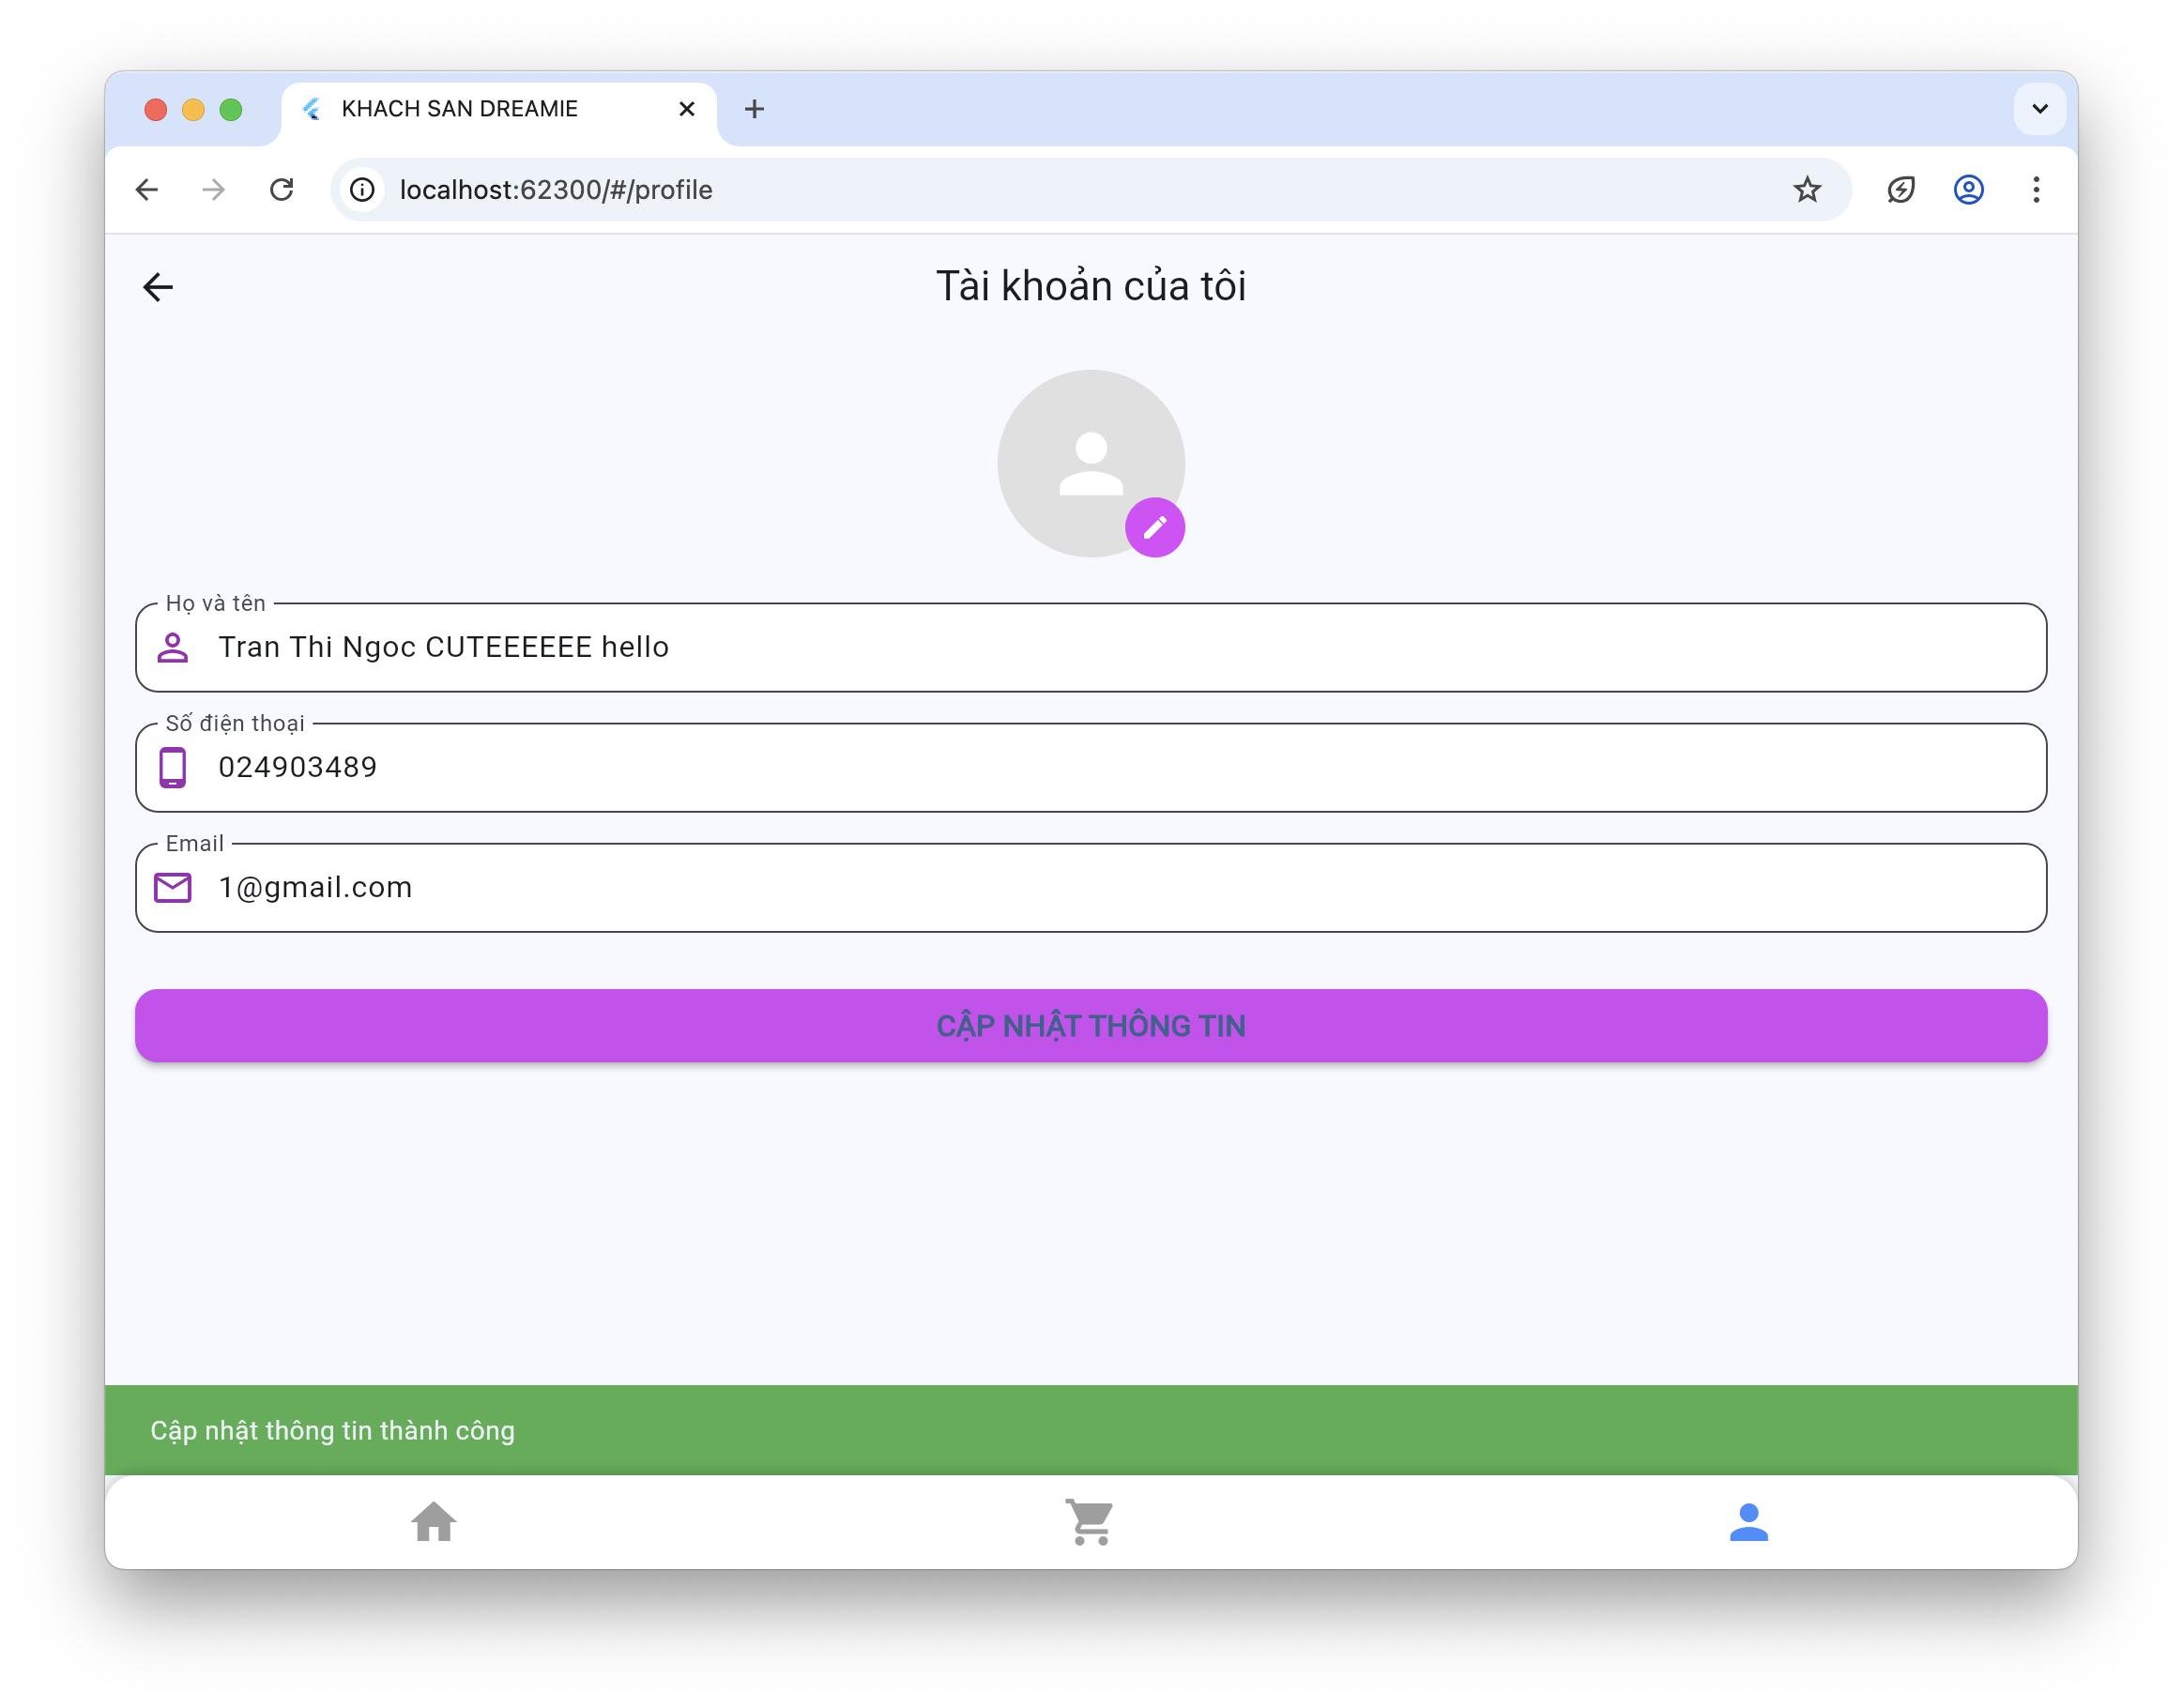 KHACH SAN DREAMIE
localhost:62300/#/profile
Tài khoản của tôi
Họ và tên
Tran Thi Ngoc CUTEEEEEE hello
Số điện thoại
024903489
Email
1@gmail.com
CẬP NHẬT THÔNG TIN
Cập nhật thông tin thành công